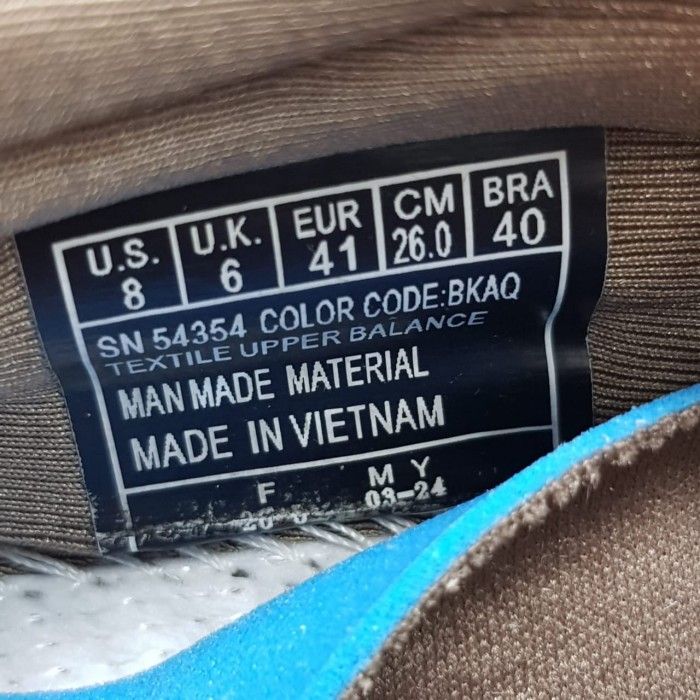 U.S. U.K. EUR CM BRA
8 6 41 26.0 40
SN 54354 COLOR CODE:BKAQ
TEXTILE UPPER BALANCE
MAN MADE MATERIAL
MADE IN VIETNAM
F M Y
03-24